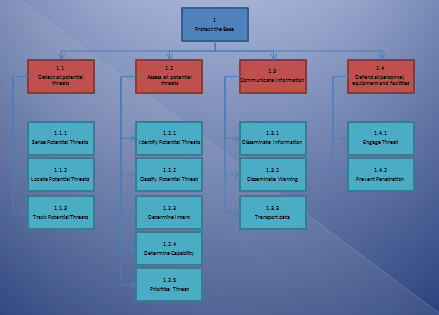 1
Protect the Base
1.1
Detect all potential
threats
1.2
Assess all potential
threats
1.3
Communicate Information
1.4
Defend all personnel,
equipment and facilities
1.1.1
Sense Potential Threats
1.1.2
Locate Potential Threats
1.1.3
Track Potential Threats
1.2.1
Identify Potential Threats
1.2.2
Classify Potential Threat
1.2.3
Determine Intent
1.2.4
Determine Capability
1.2.5
Prioritize Threat
1.3.1
Disseminate Information
1.3.2
Disseminate Warning
1.3.3
Transport data
1.4.1
Engage Threat
1.4.2
Prevent Penetration